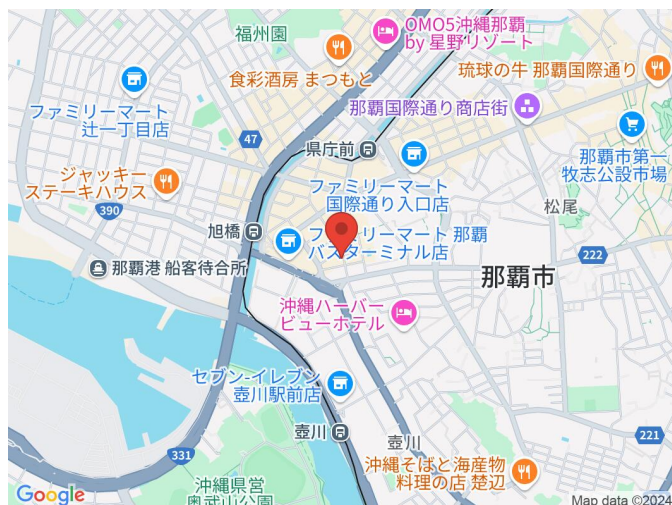 福州園
OMO5沖縄那覇
by 星野リゾート
食彩酒房 まつもと
琉球の牛 那覇国際通り
ファミリーマート
辻一丁目店
那覇国際通り商店街
47
県庁前
那覇市第一
牧志公設市場
ジャッキー
ステーキハウス
ファミリーマート
国際通り入口店
松尾
390
旭橋
ファミリーマート 那覇
バスターミナル店
222
那覇港 船客待合所
那覇市
沖縄ハーバー
ビューホテル
セブン-イレブン
壺川駅前店
壺川
壺川
221
331
沖縄そばと海産物
料理の店 楚辺
沖縄県営
奥武山公園
Google
Map data ©2024